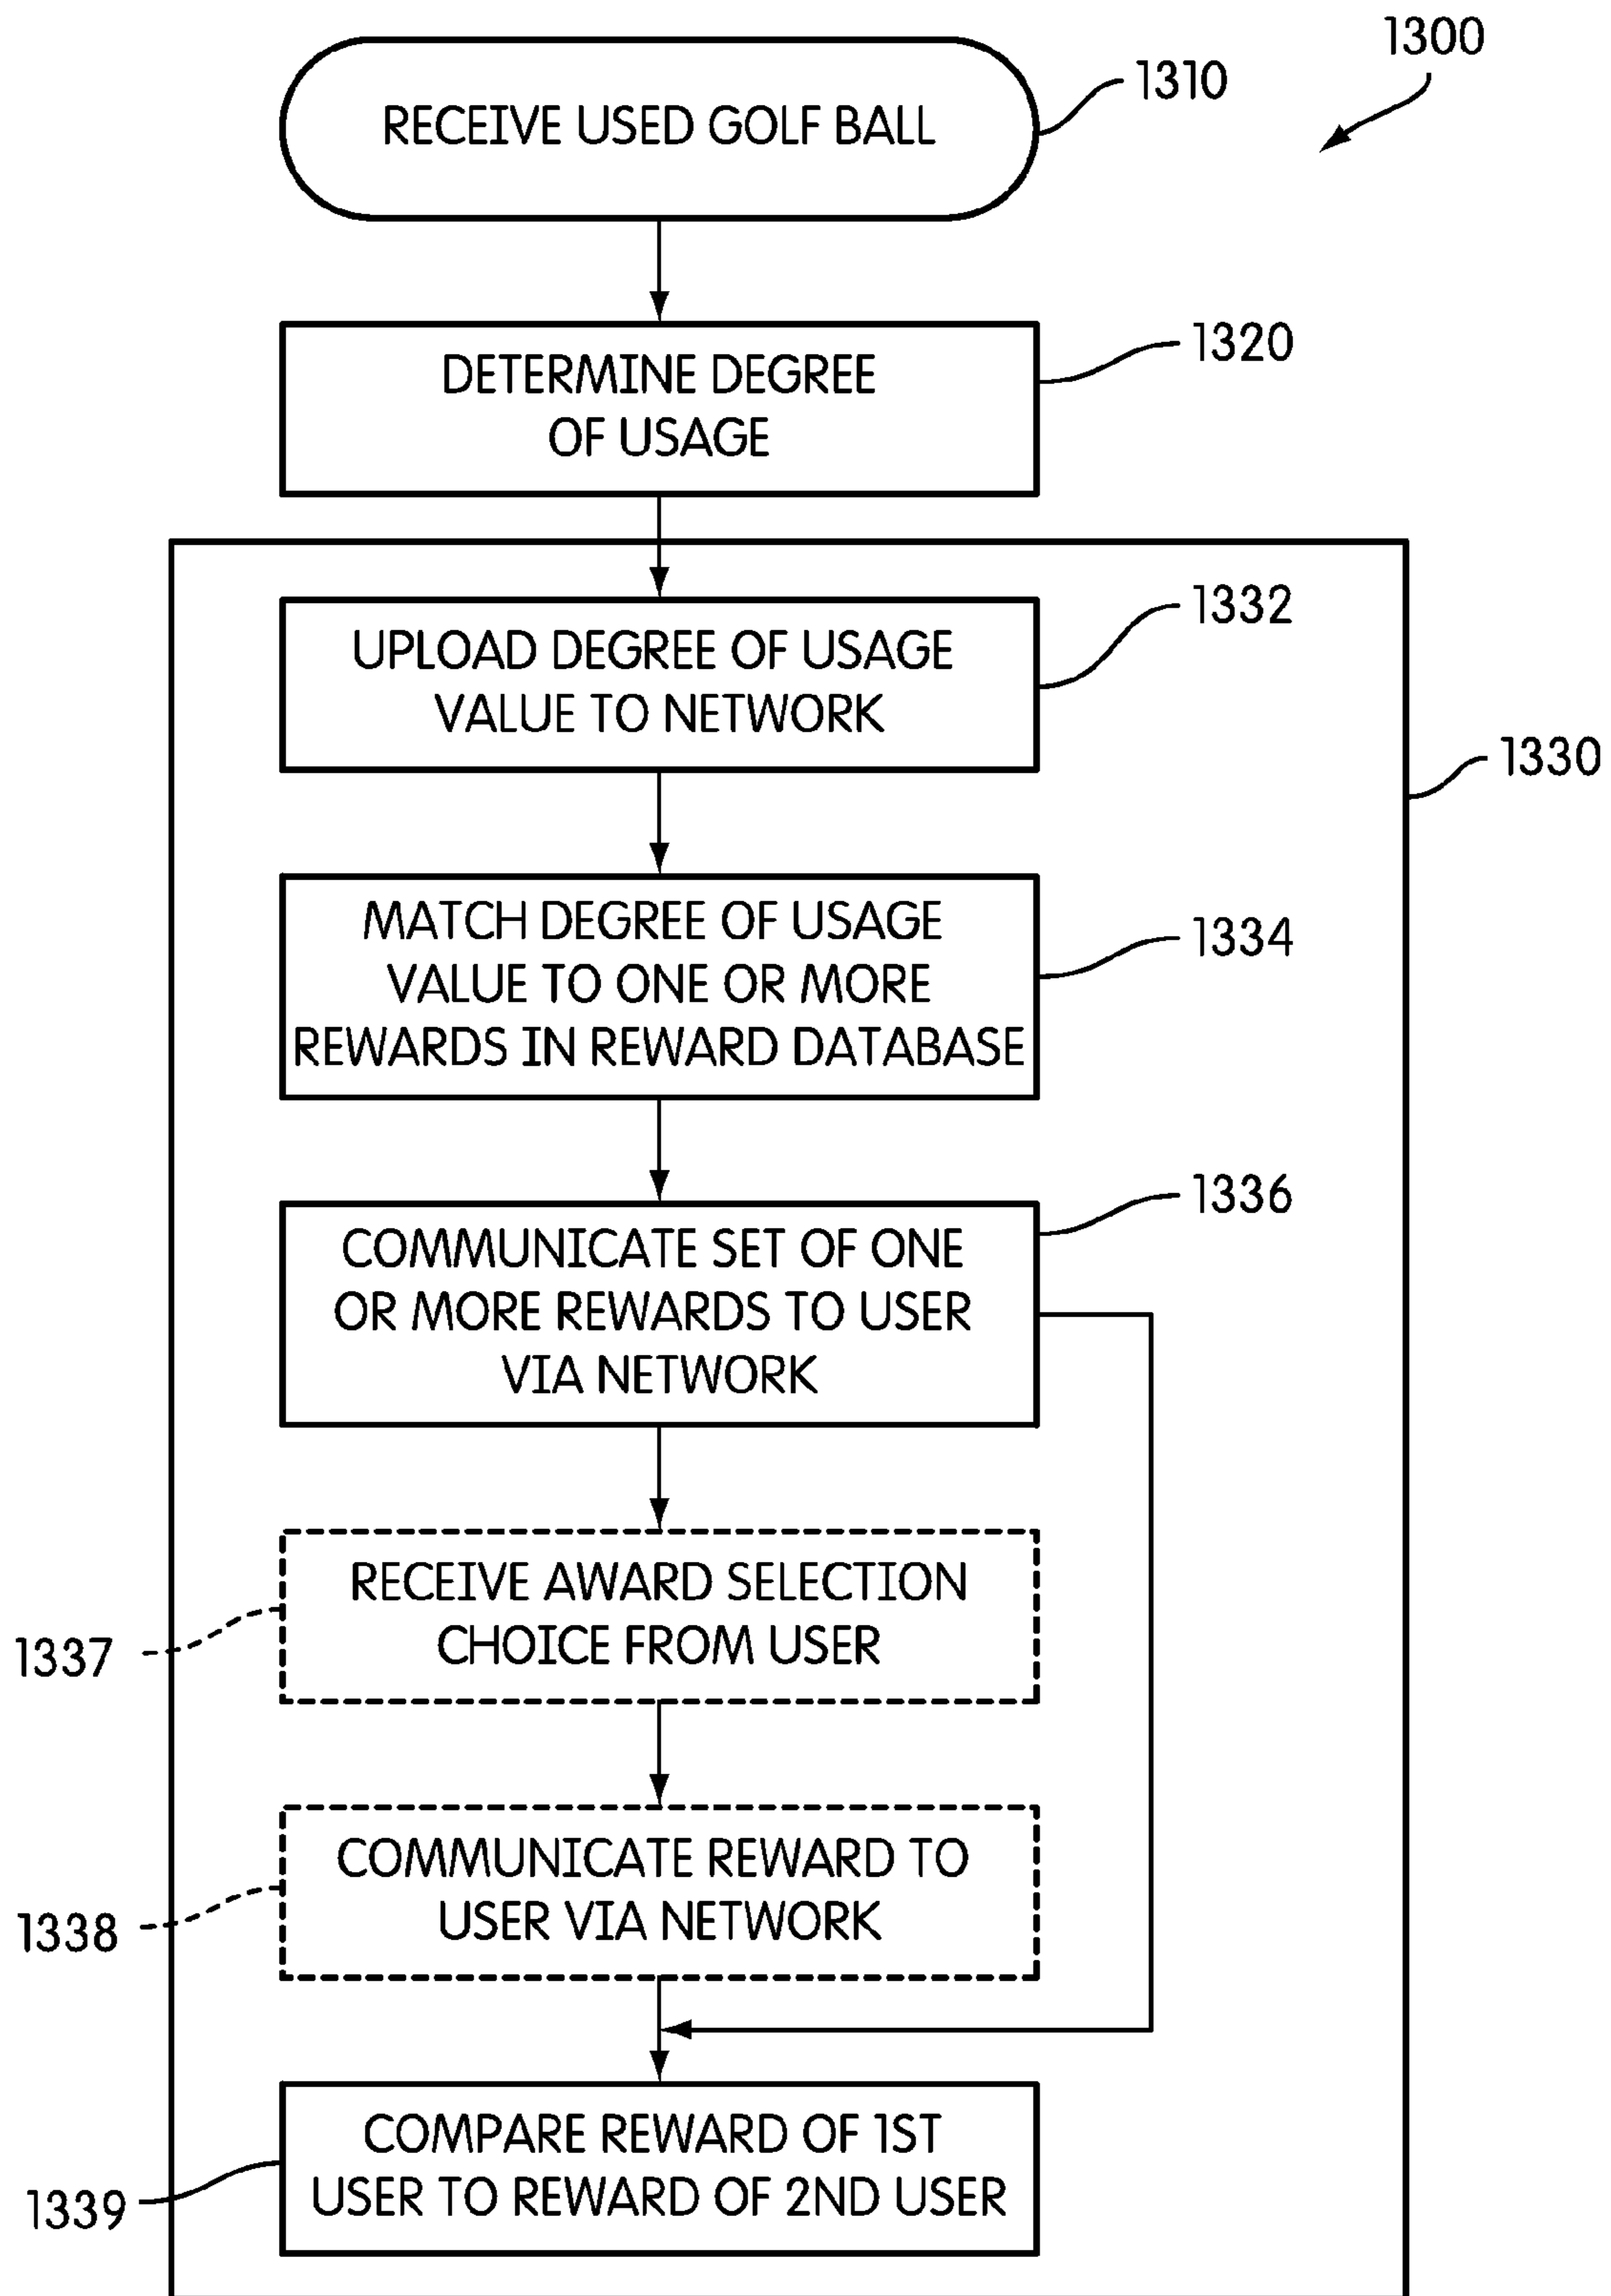 1300
RECEIVE USED GOLF BALL
1310
DETERMINE DEGREE
OF USAGE
1320
UPLOAD DEGREE OF USAGE
VALUE TO NETWORK
1332
1330
MATCH DEGREE OF USAGE
VALUE TO ONE OR MORE
REWARDS IN REWARD DATABASE
1334
COMMUNICATE SET OF ONE
OR MORE REWARDS TO USER
VIA NETWORK
1336
RECEIVE AWARD SELECTION
CHOICE FROM USER
1337
COMMUNICATE REWARD TO
USER VIA NETWORK
1338
COMPARE REWARD OF 1ST
USER TO REWARD OF 2ND USER
1339